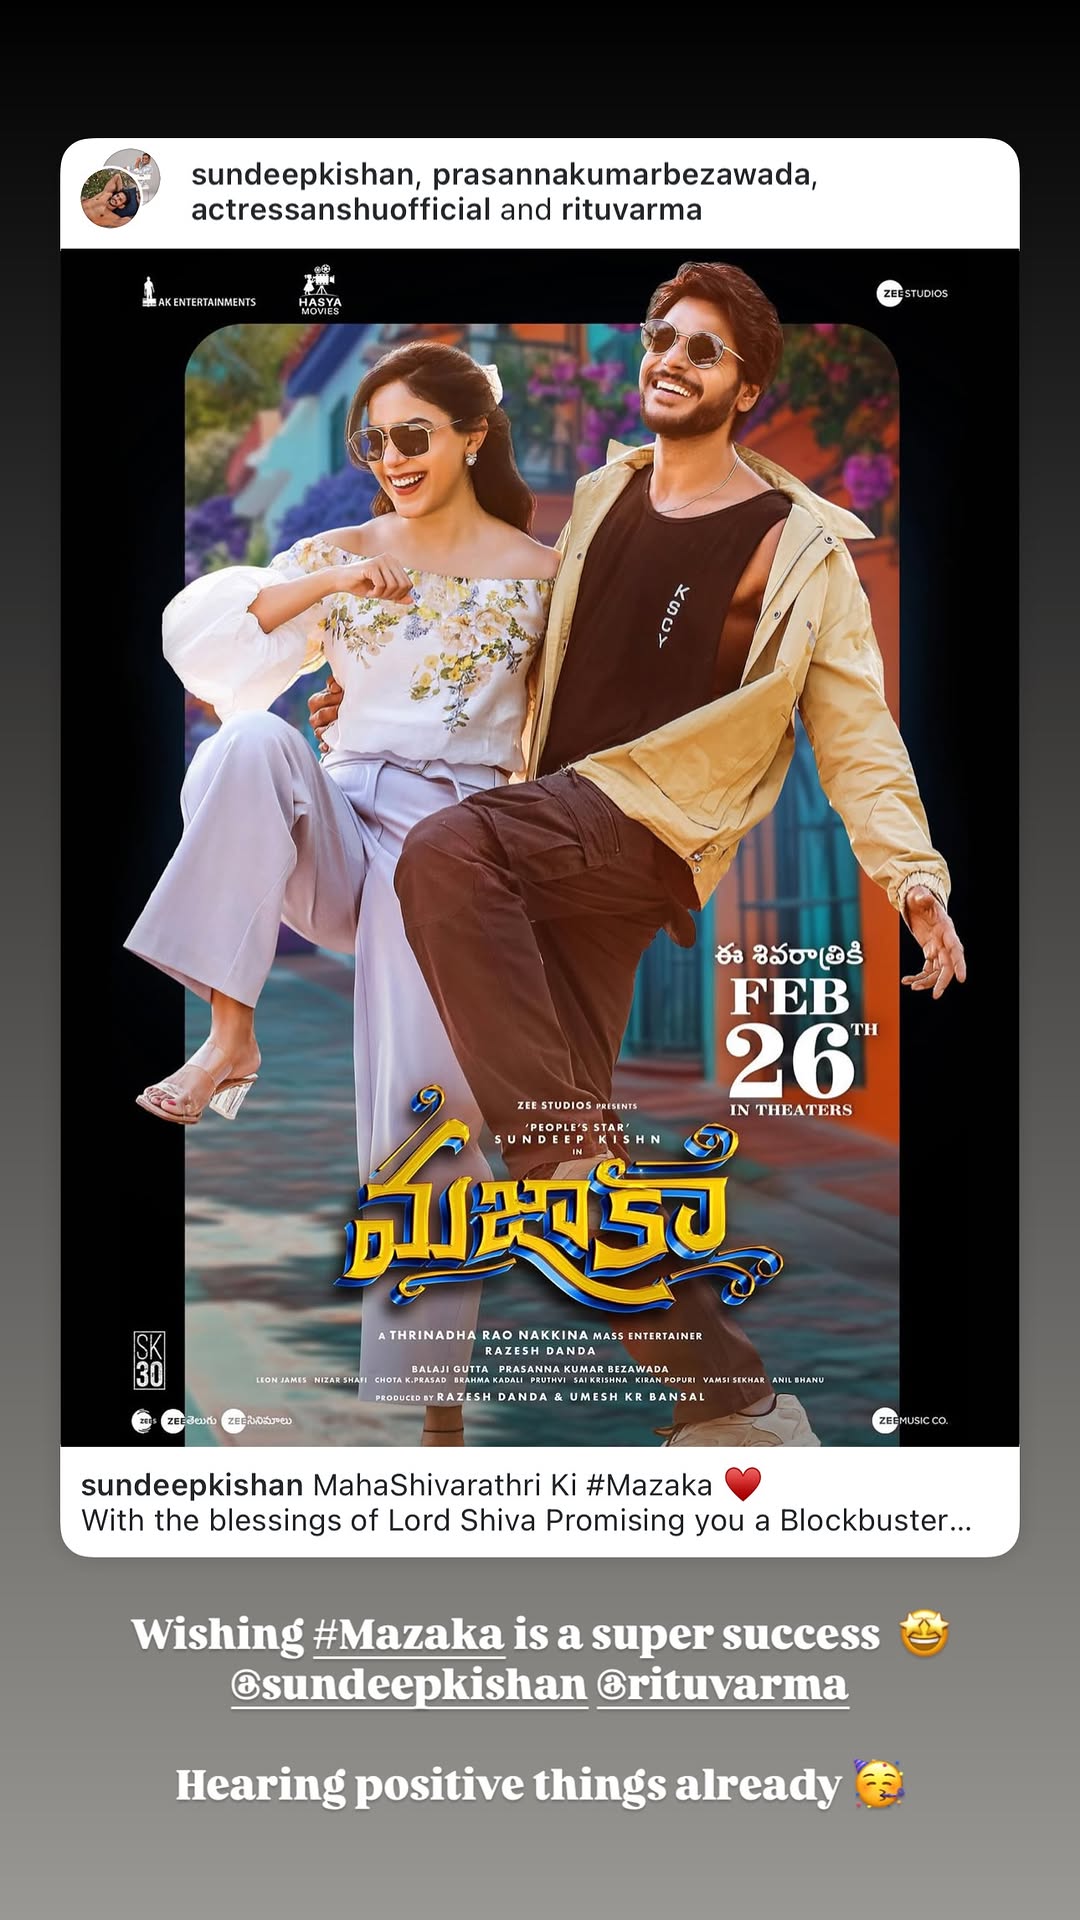 sundeepkishan, prasannakumarbezawada,
actressanshuofficial and rituvarma
AK ENTERTAINMENTS
HASYA
MOVIES
ZEE STUDIOS
KSCY
ఈ శివరాత్రికి
FEB
26TH
IN THEATERS
ZEE STUDIOS PRESENTS
'PEOPLE'S STAR'
SUNDEEP KISHN
IN
మజాకా
A THRINADHA RAO NAKKINA MASS ENTERTAINER
RAZESH DANDA
BALAJI GUTTA PRASANNA KUMAR BEZAWADA
LEON JAMES NIZAR SHAFI CHOTA K.PRASAD BRAHMA KADALI PRUTHVI SAI KRISHNA KIRAN POPURI VAMSI SEKHAR ANIL BHANU
PRODUCED BY RAZESH DANDA & UMESH KR BANSAL
SK
30
ZEE5 ZEE తెలుగు ZEE సినిమాలు
ZEE MUSIC CO.
sundeepkishan MahaShivarathri Ki #Mazaka ♥️
With the blessings of Lord Shiva Promising you a Blockbuster...
Wishing #Mazaka is a super success 🤩
@sundeepkishan @rituvarma
Hearing positive things already 🥳